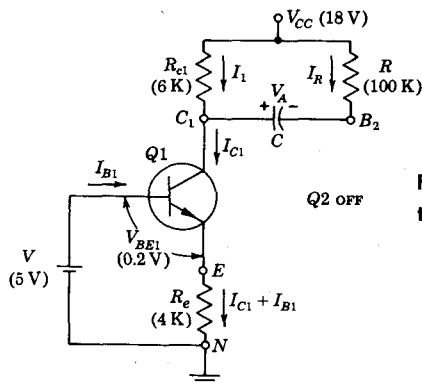 V_CC (18 V)
R_c1
(6 K)
I_1
I_R
R
(100 K)
V_A
+
−
C_1
C
B_2
I_C1
Q1
I_B1
Q2 OFF
V_BE1
(0.2 V)
V
(5 V)
E
R_e
(4 K)
I_C1 + I_B1
N
F
t